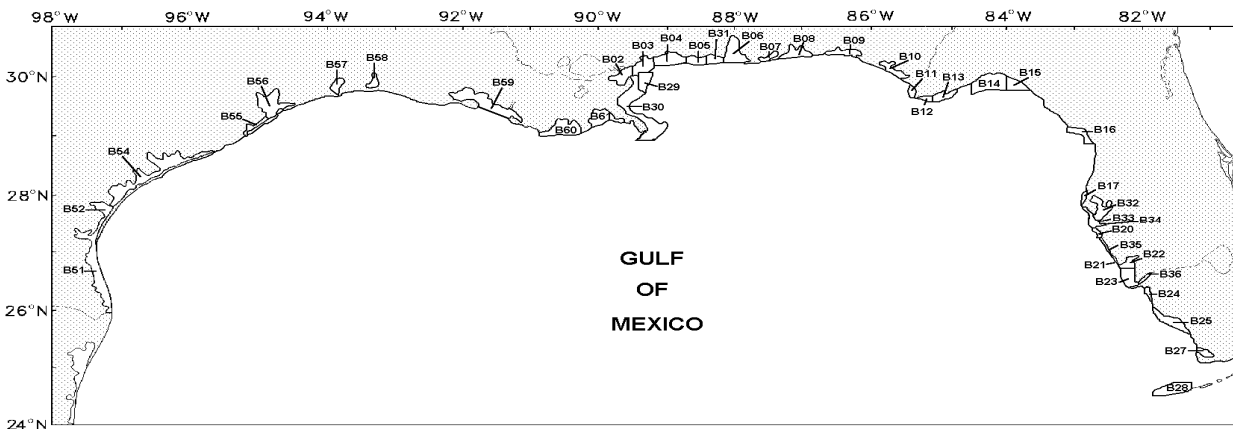 98°W 96°W 94°W 92°W 90°W 88°W 86°W 84°W 82°W
B31
B03 B04 B05 B06 B07 B08 B09
B02
B57 B58
B56
B59
B29
B30
B10
B11 B13 B14 B15
B12
30°N
B55
B60 B61
B16
B54
28°N
B52
B17
B32
B33 B34
B20
B35
B51
B21 B22
B23
B36
B24
GULF
OF
MEXICO
26°N
B25
B27
B28
24°N